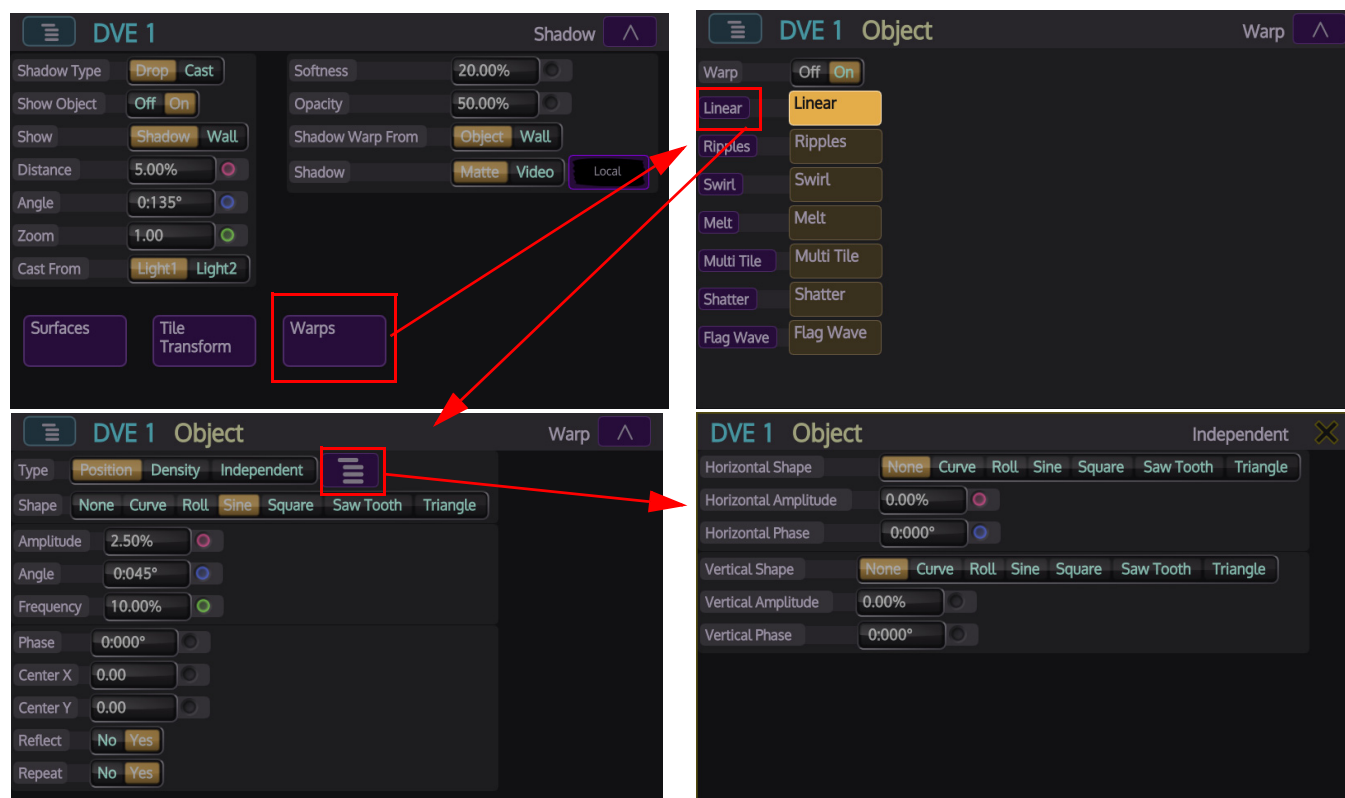 DVE 1 Shadow
Shadow Type Drop Cast
Show Object Off On
Show Shadow Wall
Distance 5.00%
Angle 0:135°
Zoom 1.00
Cast From Light1 Light2
Softness 20.00%
Opacity 50.00%
Shadow Warp From Object Wall
Shadow Matte Video Local
Surfaces
Tile
Transform
Warps
DVE 1 Object Warp
Warp Off On
Linear Linear
Ripples Ripples
Swirl Swirl
Melt Melt
Multi Tile Multi Tile
Shatter Shatter
Flag Wave Flag Wave
DVE 1 Object Warp
Type Position Density Independent
Shape None Curve Roll Sine Square Saw Tooth Triangle
Amplitude 2.50%
Angle 0:045°
Frequency 10.00%
Phase 0:000°
Center X 0.00
Center Y 0.00
Reflect No Yes
Repeat No Yes
DVE 1 Object Independent
Horizontal Shape None Curve Roll Sine Square Saw Tooth Triangle
Horizontal Amplitude 0.00%
Horizontal Phase 0:000°
Vertical Shape None Curve Roll Sine Square Saw Tooth Triangle
Vertical Amplitude 0.00%
Vertical Phase 0:000°